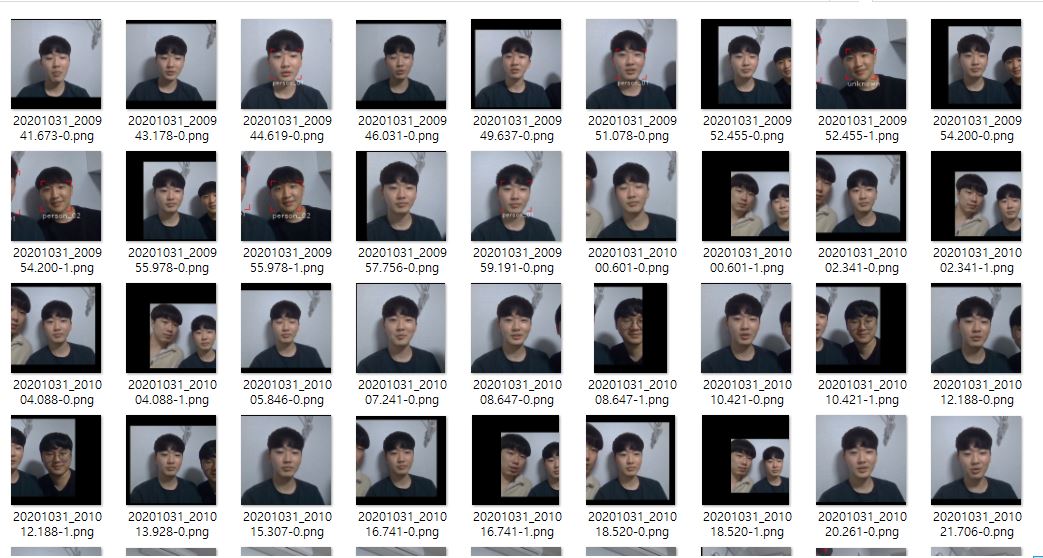 person_01
person_01
unknown
20201031_2009
41.673-0.png
20201031_2009
43.178-0.png
20201031_2009
44.619-0.png
20201031_2009
46.031-0.png
20201031_2009
49.637-0.png
20201031_2009
51.078-0.png
20201031_2009
52.455-0.png
20201031_2009
52.455-1.png
20201031_2009
54.200-0.png
person_02
person_02
person_01
20201031_2009
54.200-1.png
20201031_2009
55.978-0.png
20201031_2009
55.978-1.png
20201031_2009
57.756-0.png
20201031_2009
59.191-0.png
20201031_2010
00.601-0.png
20201031_2010
00.601-1.png
20201031_2010
02.341-0.png
20201031_2010
02.341-1.png
20201031_2010
04.088-0.png
20201031_2010
04.088-1.png
20201031_2010
05.846-0.png
20201031_2010
07.241-0.png
20201031_2010
08.647-0.png
20201031_2010
08.647-1.png
20201031_2010
10.421-0.png
20201031_2010
10.421-1.png
20201031_2010
12.188-0.png
20201031_2010
12.188-1.png
20201031_2010
13.928-0.png
20201031_2010
15.307-0.png
20201031_2010
16.741-0.png
20201031_2010
16.741-1.png
20201031_2010
18.520-0.png
20201031_2010
18.520-1.png
20201031_2010
20.261-0.png
20201031_2010
21.706-0.png